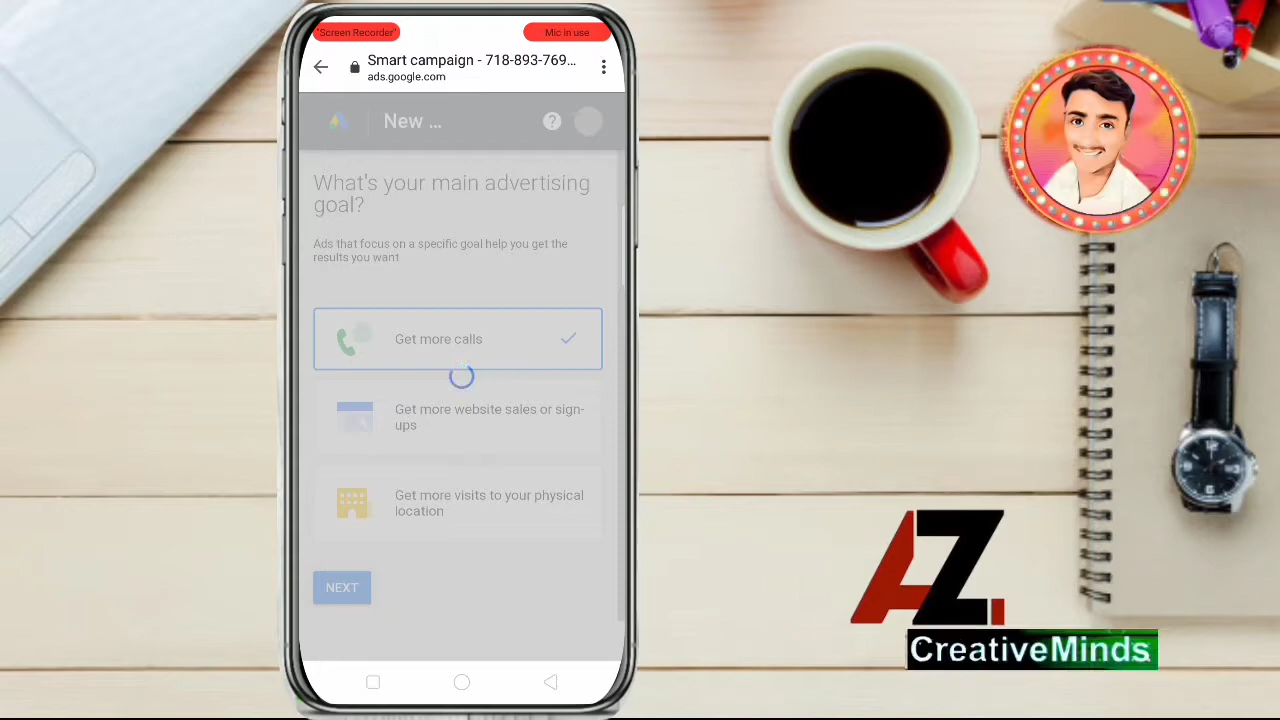 "Screen Recorder"
Mic in use
Smart campaign - 718-893-769...
ads.google.com
New ...
What's your main advertising
goal?
Ads that focus on a specific goal help you get the
results you want
Get more calls
Get more website sales or sign-
ups
Get more visits to your physical
location
NEXT
AZ.
CreativeMinds